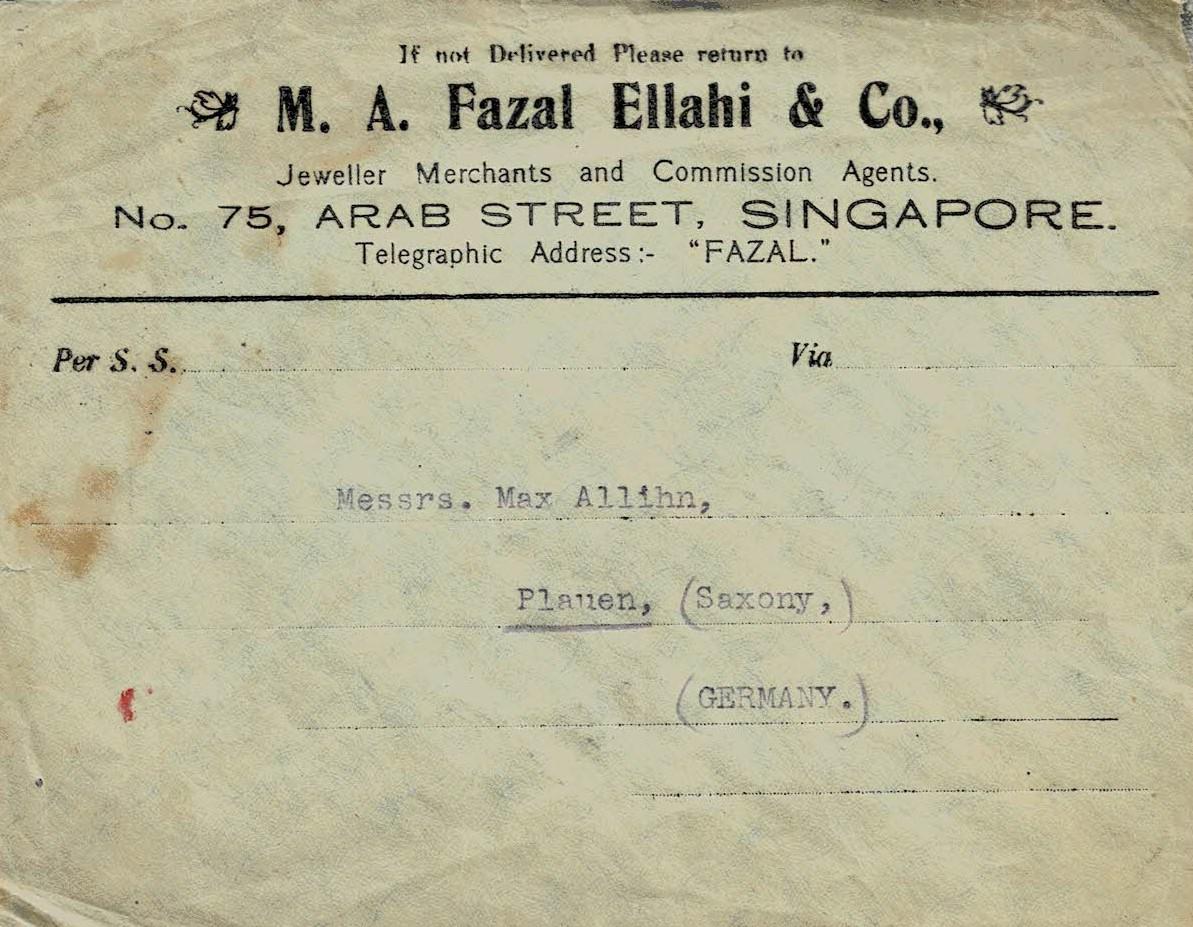 If not Delivered Please return to
M. A. Fazal Ellahi & Co.,
Jeweller Merchants and Commission Agents.
No. 75, ARAB STREET, SINGAPORE.
Telegraphic Address:- "FAZAL."
Per S. S. Via
Messrs. Max Allihn,
Plauen, (Saxony,)
(GERMANY.)